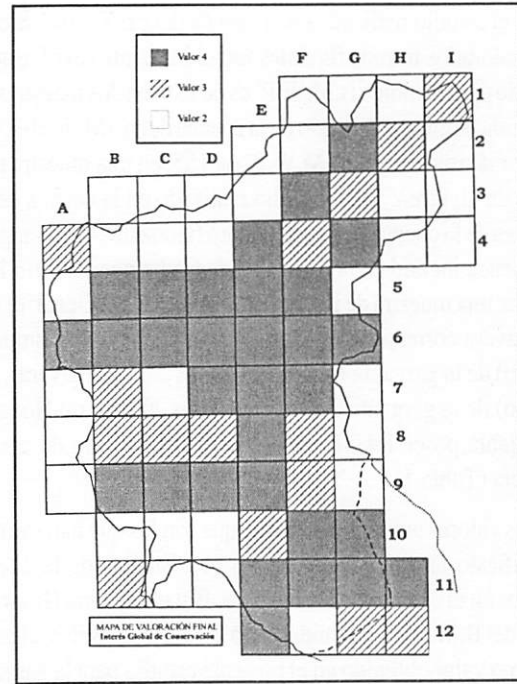 Valor 4
Valor 3
Valor 2
A
B
C
D
E
F
G
H
1
2
3
4
5
6
7
8
9
10
11
12
MAPA DE VALORACIÓN FINAL
Interés Global de Conservación